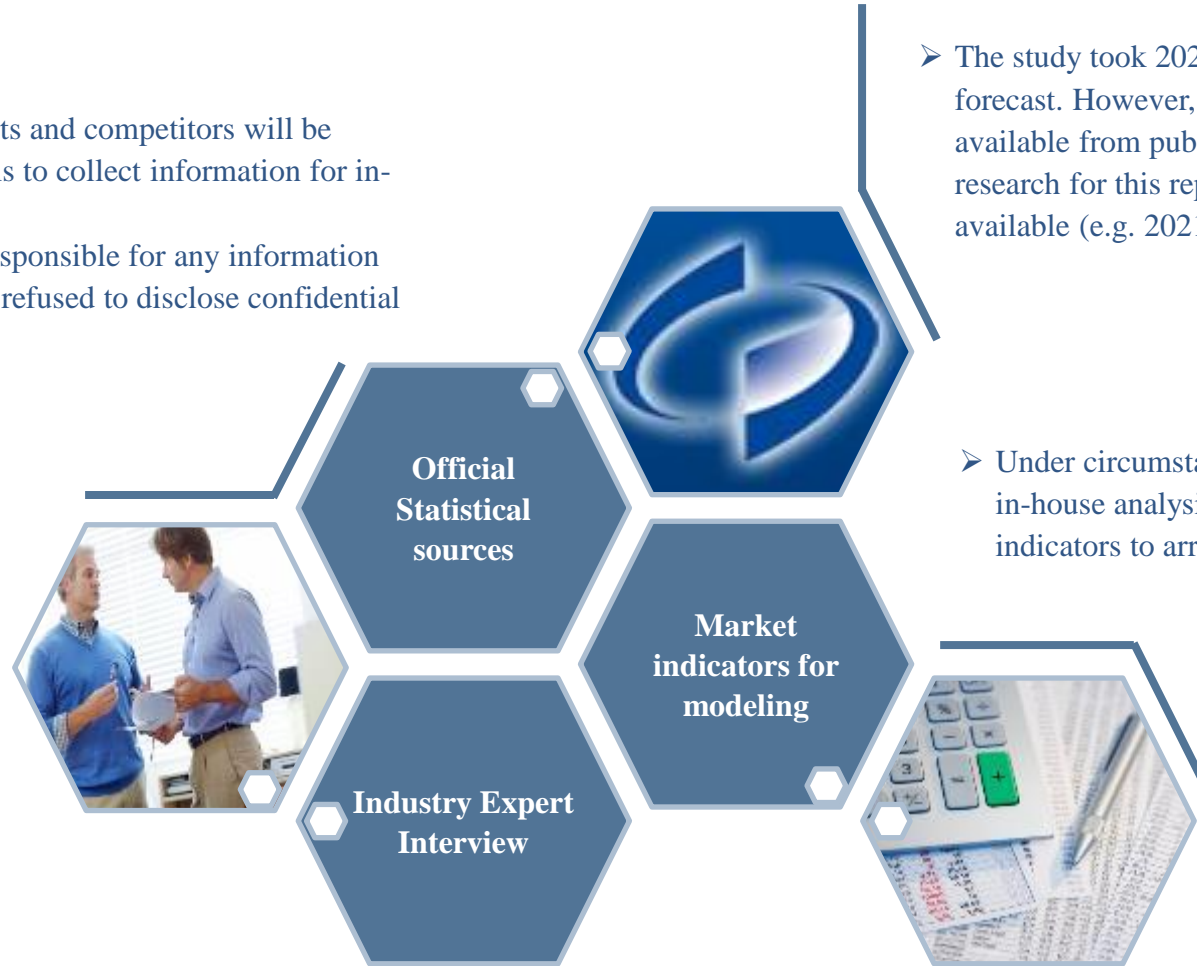 ts and competitors will be
s to collect information for in-
sponsible for any information
refused to disclose confidential
➢ The study took 202
forecast. However,
available from pub
research for this rep
available (e.g. 2021
➢ Under circumsta
in-house analysi
indicators to arr
Official
Statistical
sources
Market
indicators for
modeling
Industry Expert
Interview